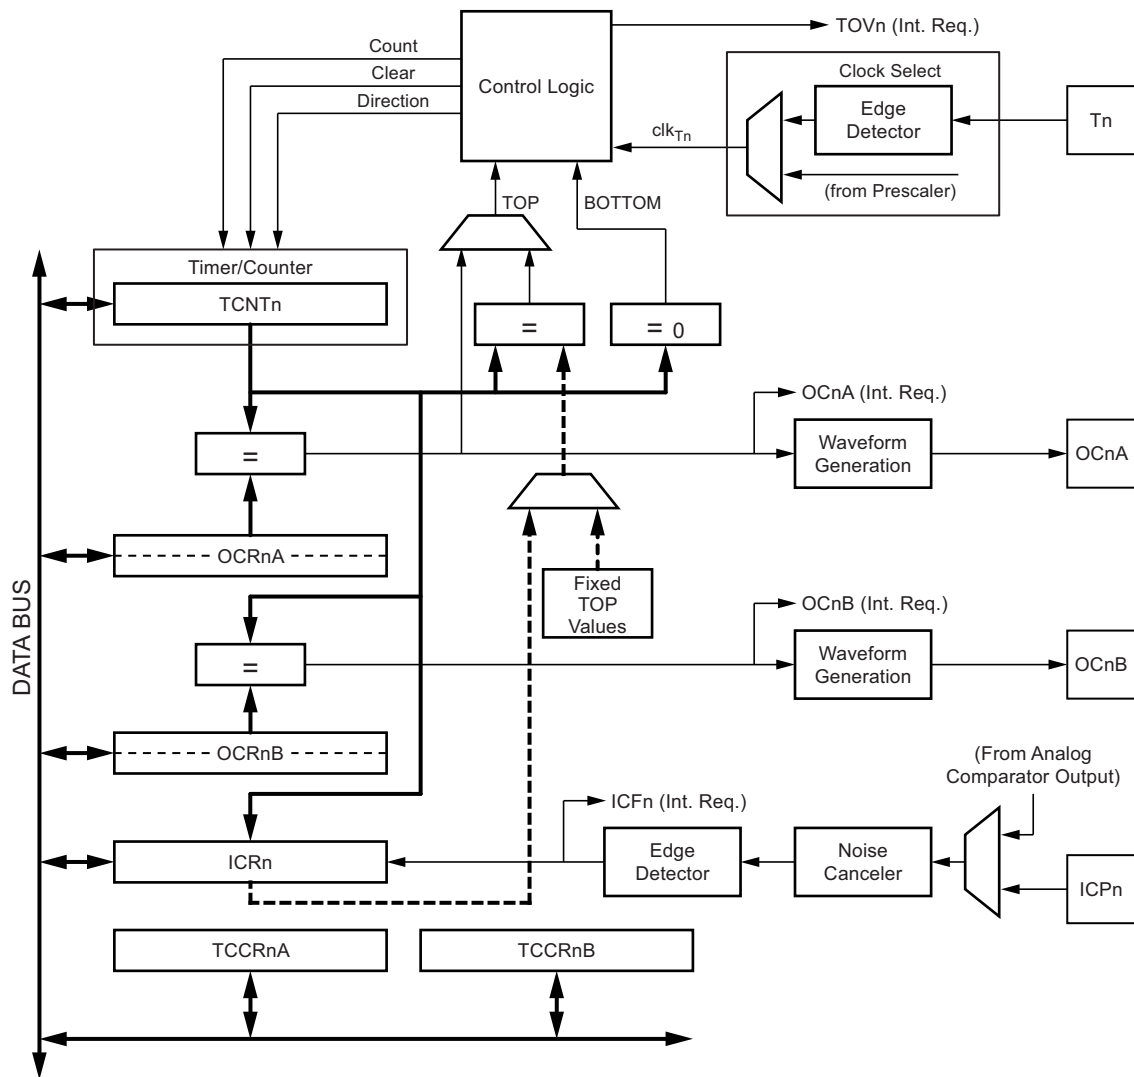 TOVn (Int. Req.)
Count
Clear
Direction
Control Logic
Clock Select
Edge
Detector
Tn
clkTn
(from Prescaler)
TOP
BOTTOM
Timer/Counter
TCNTn
=
= 0
OCnA (Int. Req.)
=
Waveform
Generation
OCnA
OCRnA
Fixed
TOP
Values
DATA BUS
OCnB (Int. Req.)
=
Waveform
Generation
OCnB
OCRnB
(From Analog
Comparator Output)
ICFn (Int. Req.)
ICRn
Edge
Detector
Noise
Canceler
ICPn
TCCRnA
TCCRnB